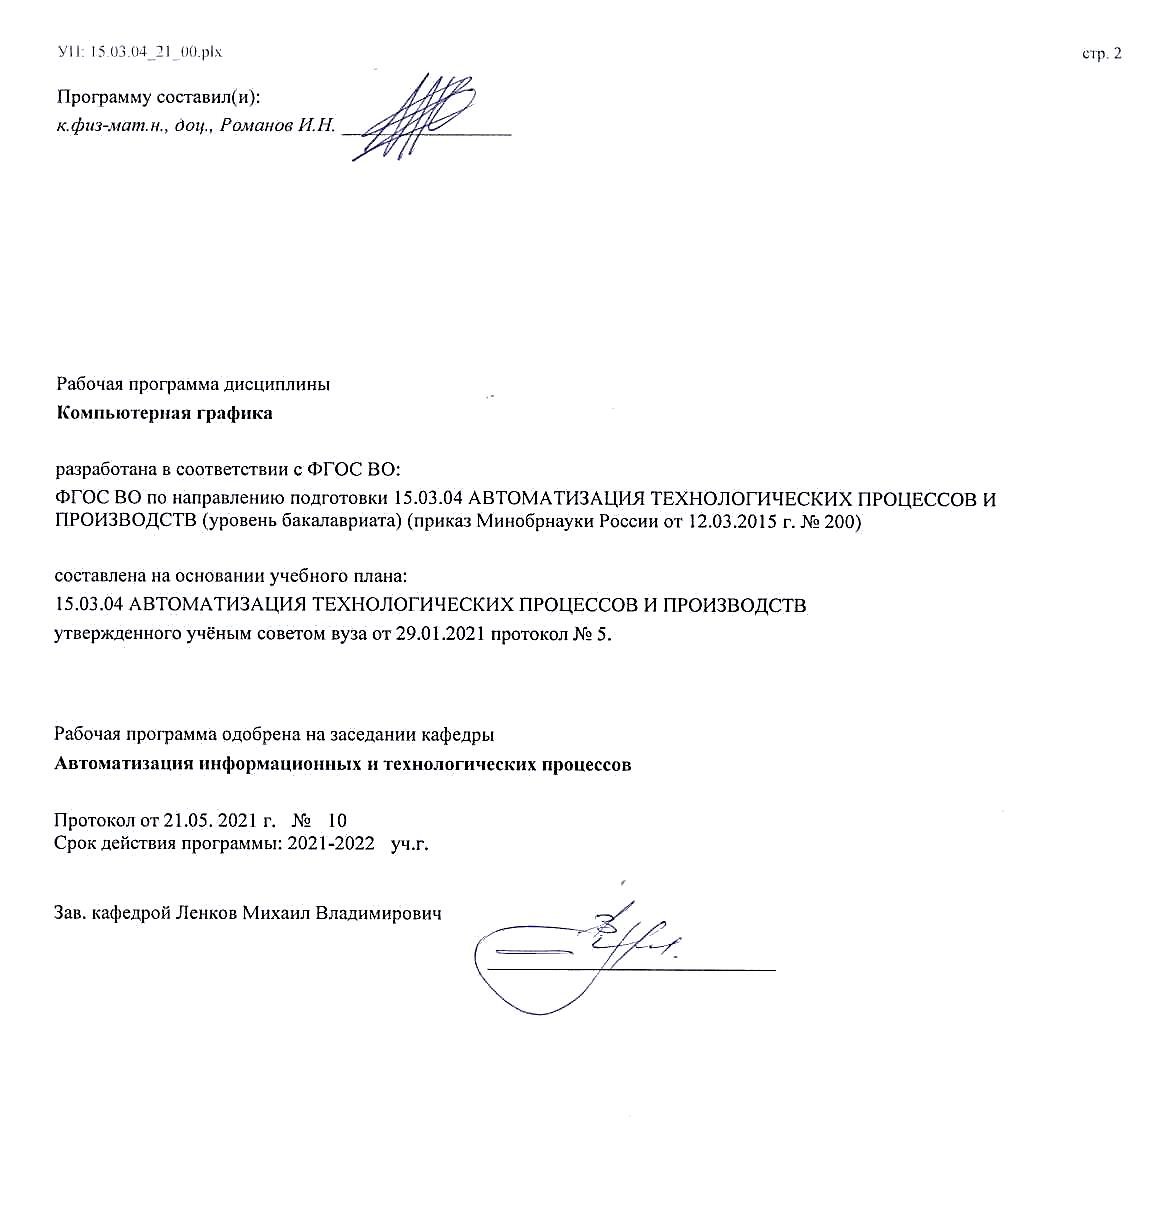 УП: 15.03.04_21_00.plx
стр. 2
Программу составил(и):
к.физ-мат.н., доц., Романов И.Н.
Рабочая программа дисциплины
Компьютерная графика
разработана в соответствии с ФГОС ВО:
ФГОС ВО по направлению подготовки 15.03.04 АВТОМАТИЗАЦИЯ ТЕХНОЛОГИЧЕСКИХ ПРОЦЕССОВ И
ПРОИЗВОДСТВ (уровень бакалавриата) (приказ Минобрнауки России от 12.03.2015 г. № 200)
составлена на основании учебного плана:
15.03.04 АВТОМАТИЗАЦИЯ ТЕХНОЛОГИЧЕСКИХ ПРОЦЕССОВ И ПРОИЗВОДСТВ
утвержденного учёным советом вуза от 29.01.2021 протокол № 5.
Рабочая программа одобрена на заседании кафедры
Автоматизация информационных и технологических процессов
Протокол от 21.05. 2021 г. № 10
Срок действия программы: 2021-2022 уч.г.
Зав. кафедрой Ленков Михаил Владимирович